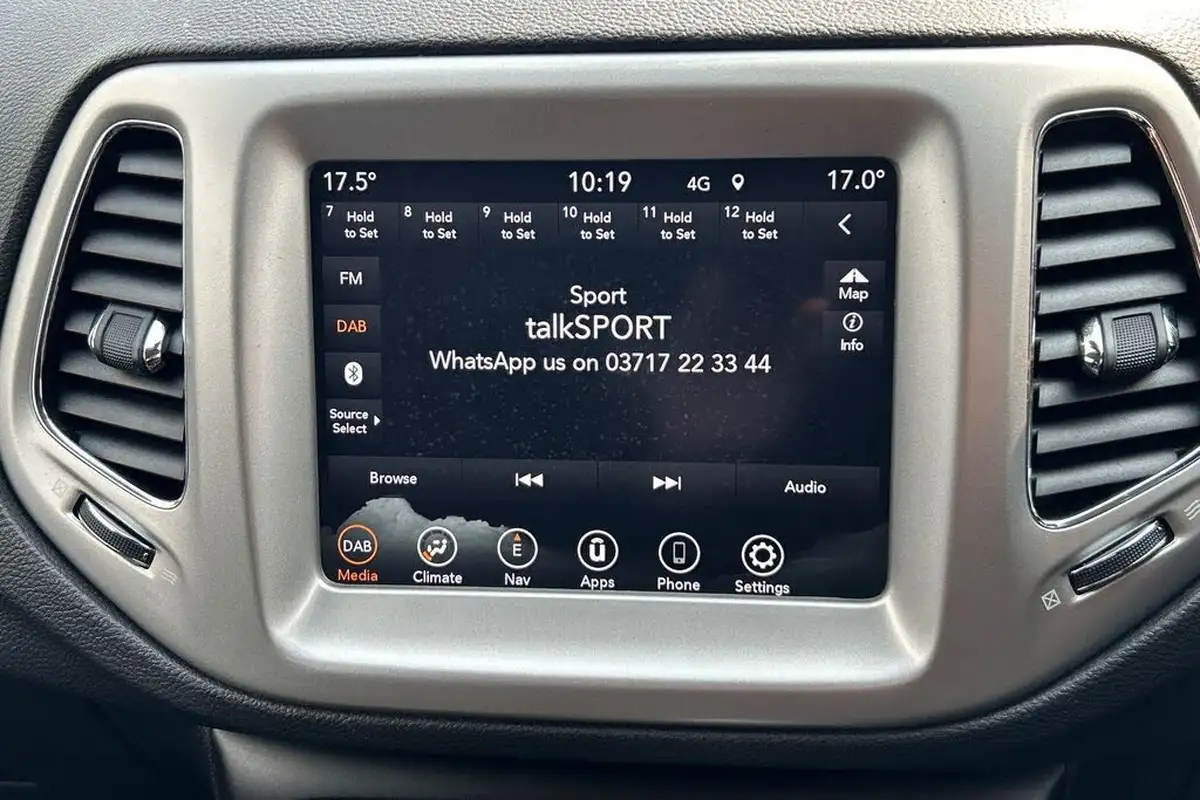 17.5° 10:19 4G 17.0°
7 Hold to Set
8 Hold to Set
9 Hold to Set
10 Hold to Set
11 Hold to Set
12 Hold to Set
FM
DAB
Source
Select
Sport
talkSPORT
WhatsApp us on 03717 22 33 44
Map
Info
Browse
Audio
DAB
Media
Climate
E
Nav
Apps
Phone
Settings